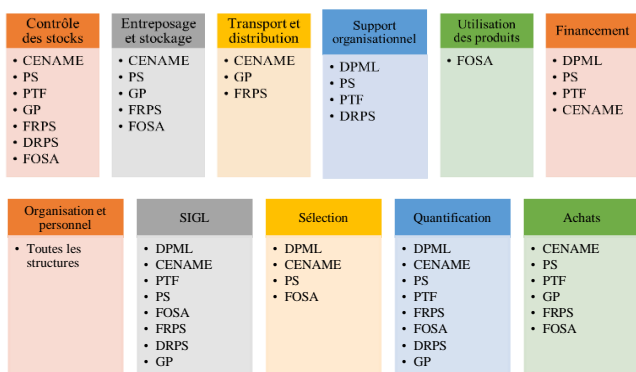 Contrôle
des stocks
• CENAME
• PS
• PTF
• GP
• FRPS
• DRPS
• FOSA
Entreposage
et stockage
• CENAME
• PS
• GP
• FRPS
• FOSA
Transport et
distribution
• CENAME
• GP
• FRPS
Support
organisationnel
• DPML
• PS
• PTF
• DRPS
Utilisation
des produits
• FOSA
Financement
• DPML
• PS
• PTF
• CENAME
Organisation et
personnel
• Toutes les
structures
SIGL
• DPML
• CENAME
• PTF
• PS
• FOSA
• FRPS
• DRPS
• GP
Sélection
• DPML
• CENAME
• PS
• FOSA
Quantification
• DPML
• CENAME
• PS
• PTF
• FRPS
• FOSA
• DRPS
• GP
Achats
• CENAME
• PS
• PTF
• GP
• FRPS
• FOSA